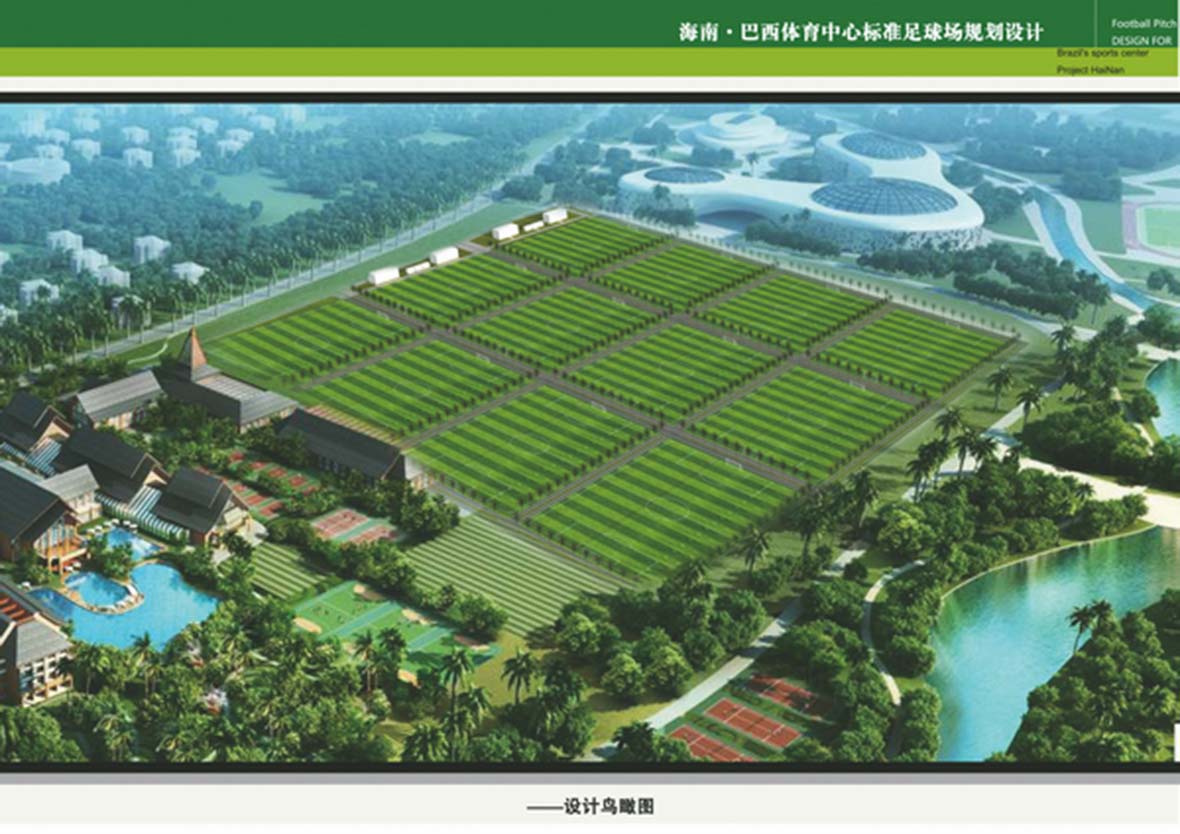 海南·巴西体育中心标准足球场规划设计
Football Pitch
DESIGN FOR
Brazil's sports center
Project HaiNan
——设计鸟瞰图